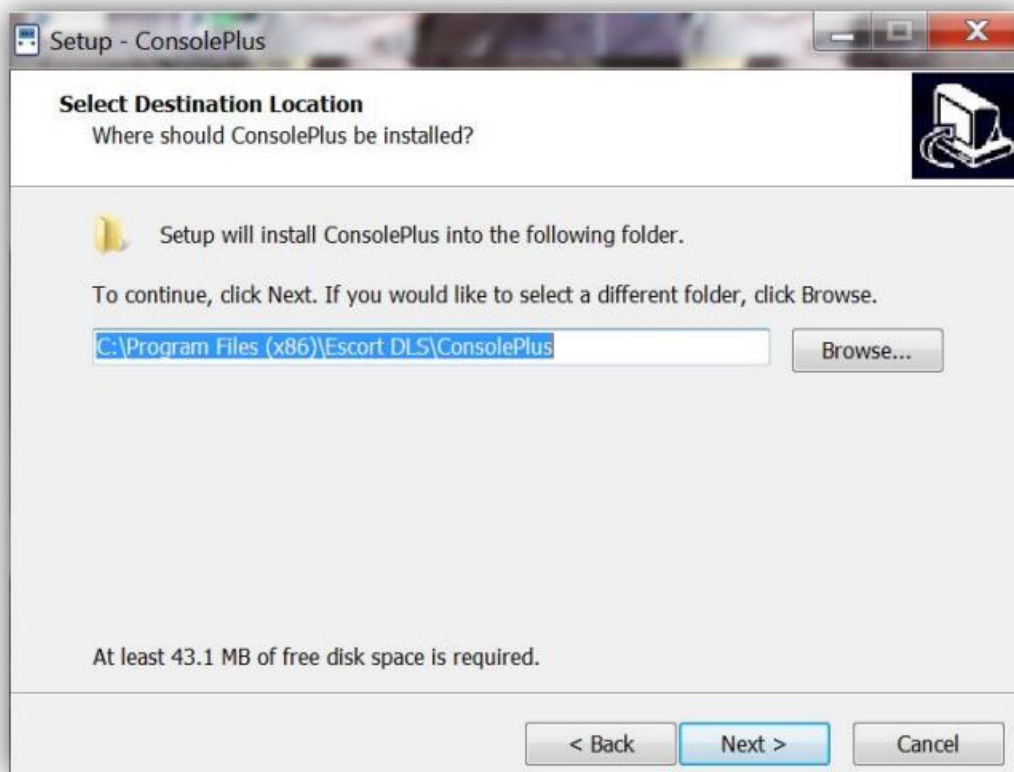 Setup - ConsolePlus
Select Destination Location
Where should ConsolePlus be installed?
Setup will install ConsolePlus into the following folder.
To continue, click Next. If you would like to select a different folder, click Browse.
C:\Program Files (x86)\Escort DLS\ConsolePlus
Browse...
At least 43.1 MB of free disk space is required.
< Back
Next >
Cancel